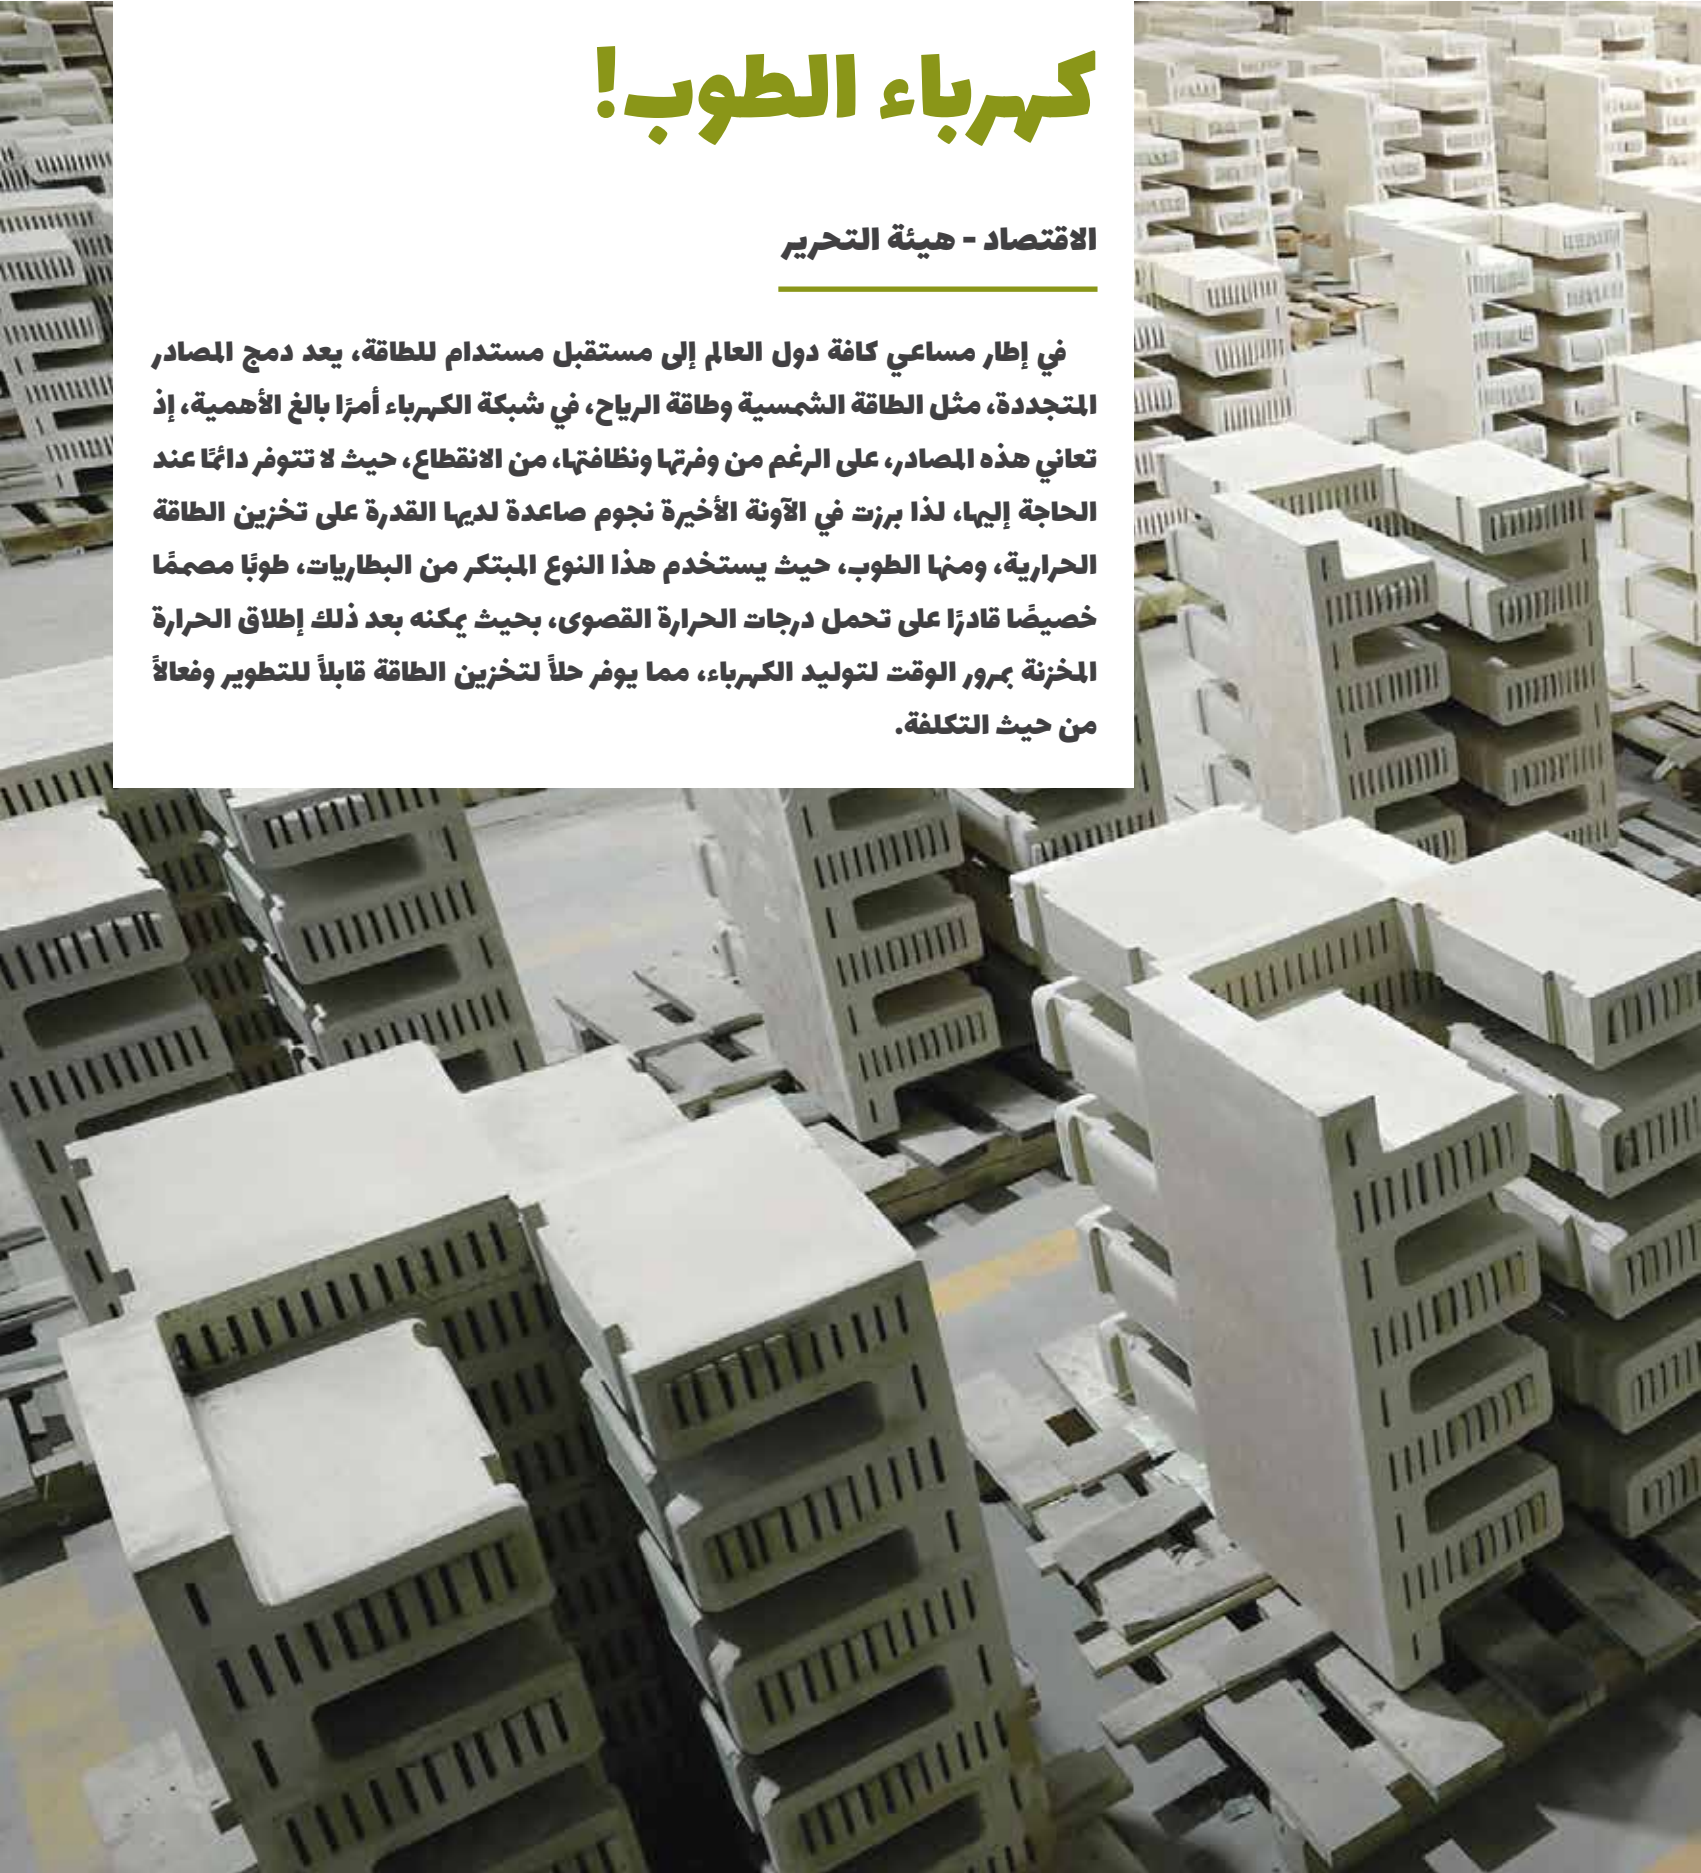 كهرباء الطوب!
الاقتصاد - هيئة التحرير
في إطار مساعي كافة دول العالم إلى مستقبل مستدام للطاقة، يعد دمج المصادر
المتجددة، مثل الطاقة الشمسية وطاقة الرياح، في شبكة الكهرباء أمرًا بالغ الأهمية، إذ
تعاني هذه المصادر، على الرغم من وفرتها ونظافتها، من الانقطاع، حيث لا تتوفر دائمًا عند
الحاجة إليها، لذا برزت في الآونة الأخيرة نجوم صاعدة لديها القدرة على تخزين الطاقة
الحرارية، ومنها الطوب، حيث يستخدم هذا النوع المبتكر من البطاريات، طوبًا مصممًا
خصيصًا قادرًا على تحمل درجات الحرارة القصوى، بحيث يمكنه بعد ذلك إطلاق الحرارة
المخزنة بمرور الوقت لتوليد الكهرباء، مما يوفر حلاً لتخزين الطاقة قابلاً للتطوير وفعالاً
من حيث التكلفة.